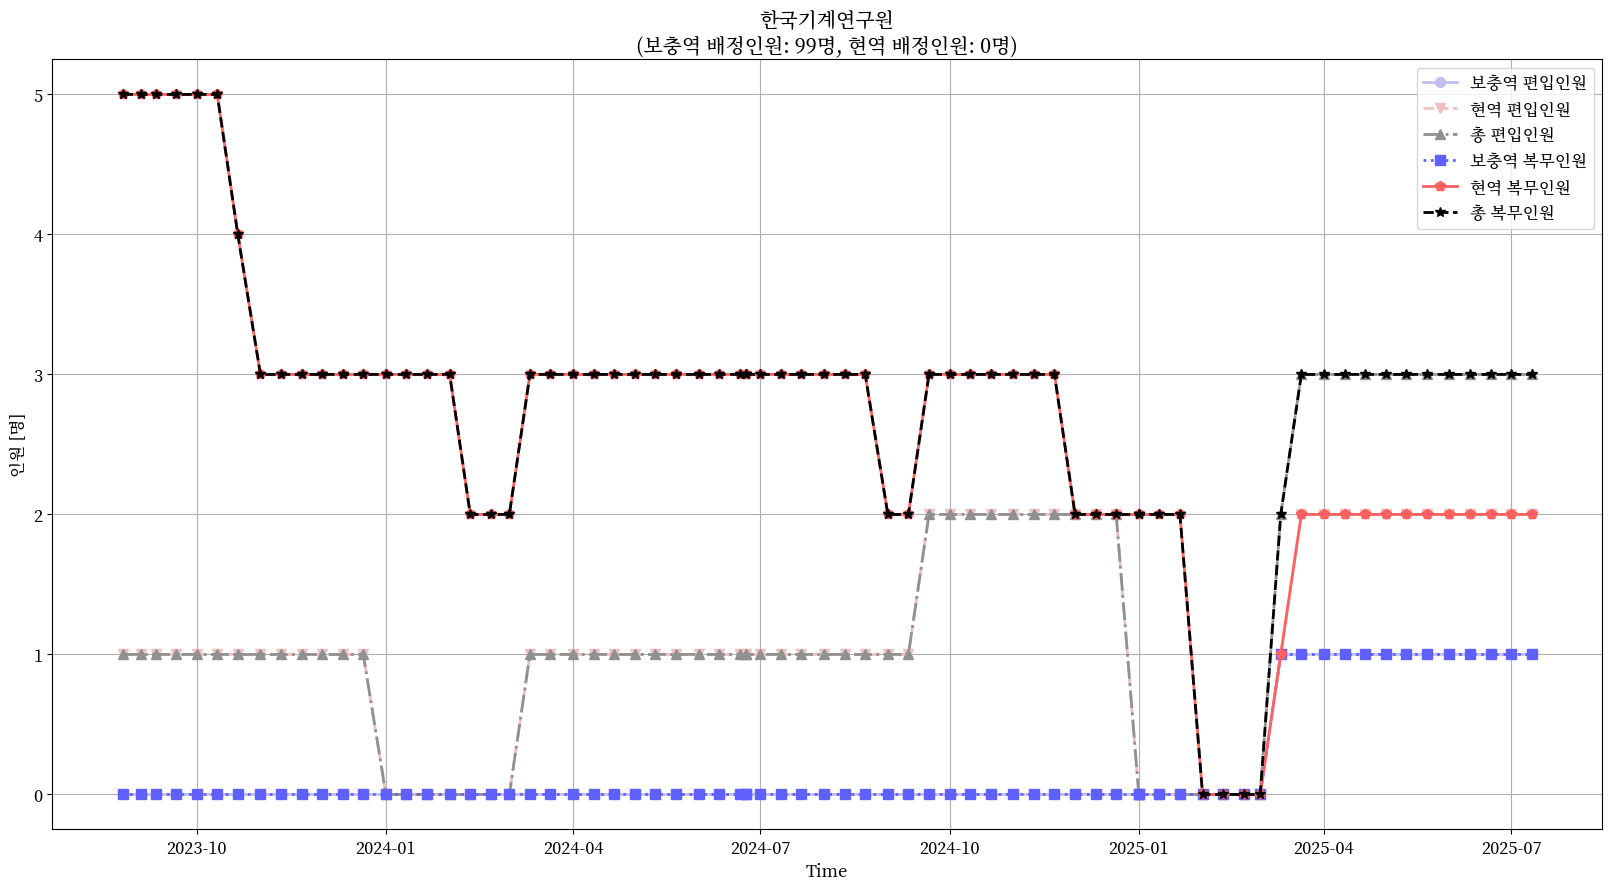 한국기계연구원
(보충역 배정인원: 99명, 현역 배정인원: 0명)
보충역 편입인원
현역 편입인원
총 편입인원
보충역 복무인원
현역 복무인원
총 복무인원
인원 [명]
5
4
3
2
1
0
2023-10
2024-01
2024-04
2024-07
2024-10
2025-01
2025-04
2025-07
Time